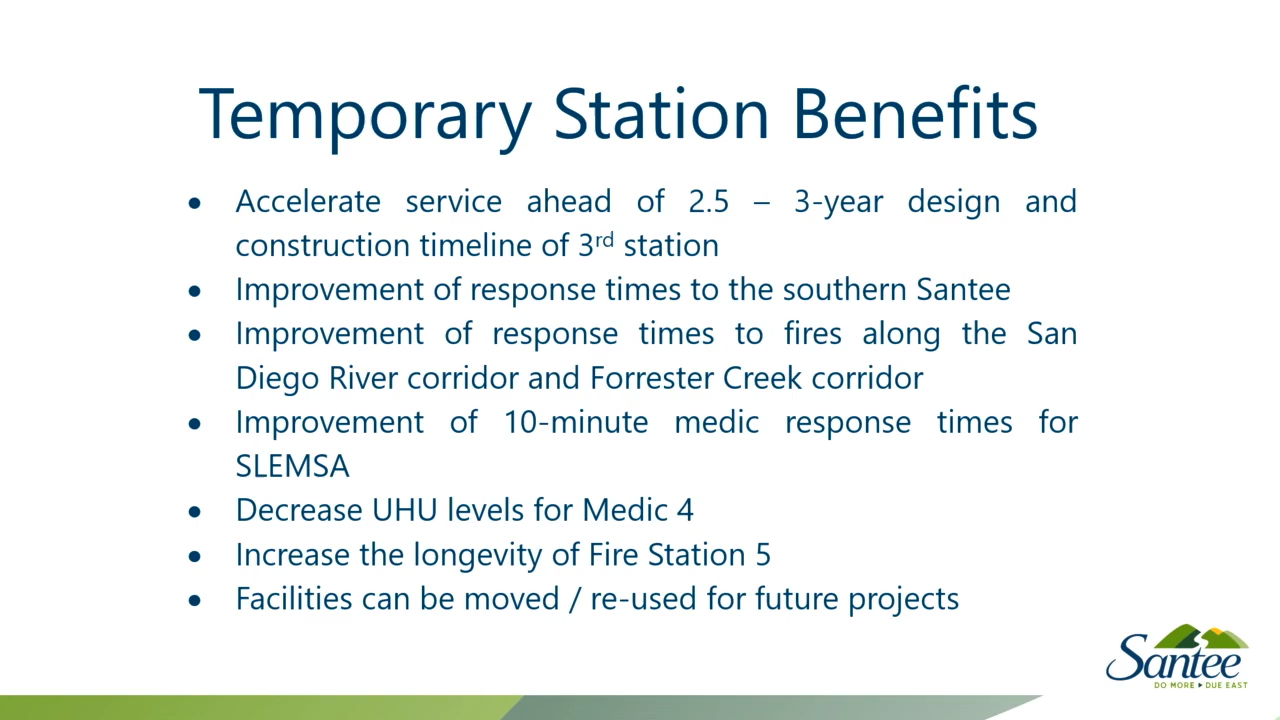 Temporary Station Benefits
• Accelerate service ahead of 2.5 – 3-year design and
construction timeline of 3rd station
• Improvement of response times to the southern Santee
• Improvement of response times to fires along the San
Diego River corridor and Forrester Creek corridor
• Improvement of 10-minute medic response times for
SLEMSA
• Decrease UHU levels for Medic 4
• Increase the longevity of Fire Station 5
• Facilities can be moved / re-used for future projects
Santee
DO MORE ▸ DUE EAST